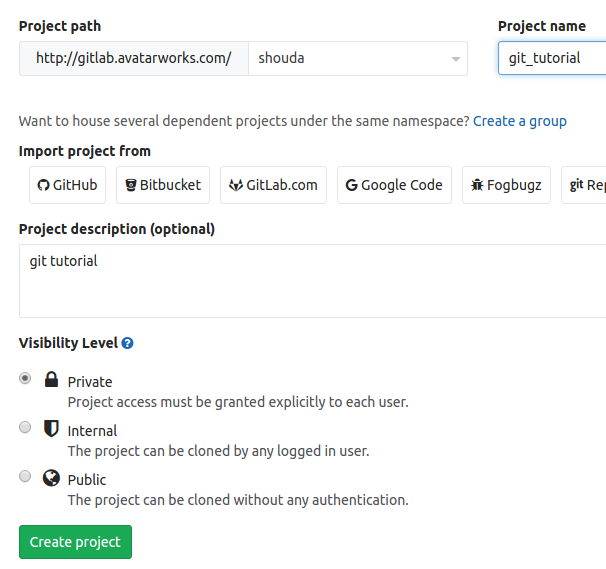 Project path
Project name
http://gitlab.avatarworks.com/ shouda
git_tutorial
Want to house several dependent projects under the same namespace? Create a group
Import project from
GitHub Bitbucket GitLab.com Google Code Fogbugz git
Project description (optional)
git tutorial
Visibility Level ?
Private
Project access must be granted explicitly to each user.
Internal
The project can be cloned by any logged in user.
Public
The project can be cloned without any authentication.
Create project